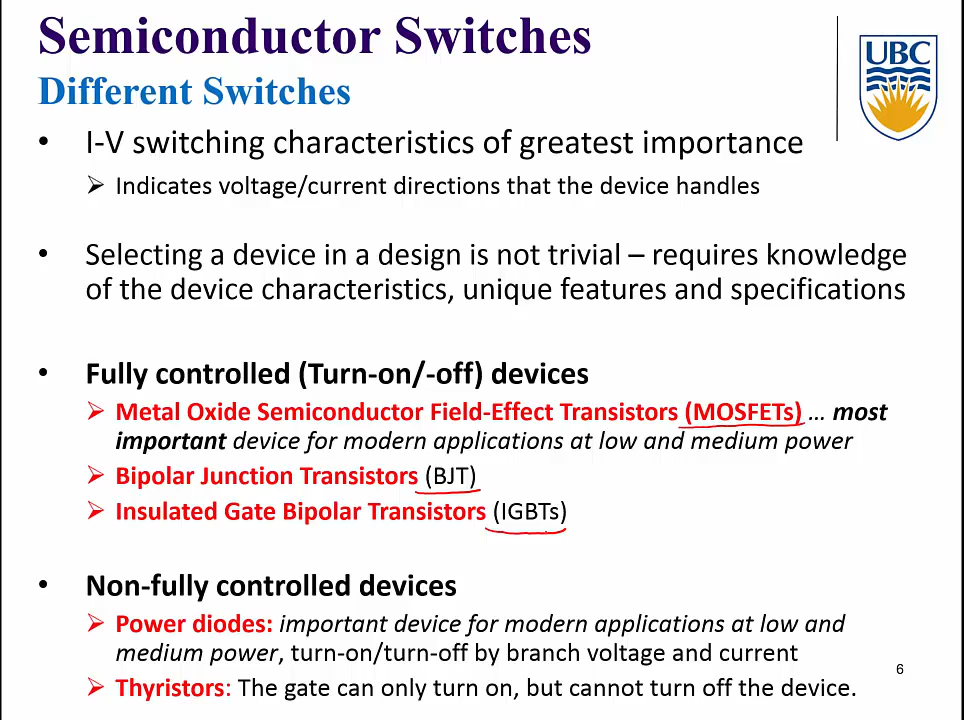 Semiconductor Switches
UBC
Different Switches
• I-V switching characteristics of greatest importance
➢ Indicates voltage/current directions that the device handles
• Selecting a device in a design is not trivial – requires knowledge
of the device characteristics, unique features and specifications
• Fully controlled (Turn-on/-off) devices
➢ Metal Oxide Semiconductor Field-Effect Transistors (MOSFETs) … most
important device for modern applications at low and medium power
➢ Bipolar Junction Transistors (BJT)
➢ Insulated Gate Bipolar Transistors (IGBTs)
• Non-fully controlled devices
➢ Power diodes: important device for modern applications at low and
medium power, turn-on/turn-off by branch voltage and current
➢ Thyristors: The gate can only turn on, but cannot turn off the device.
6